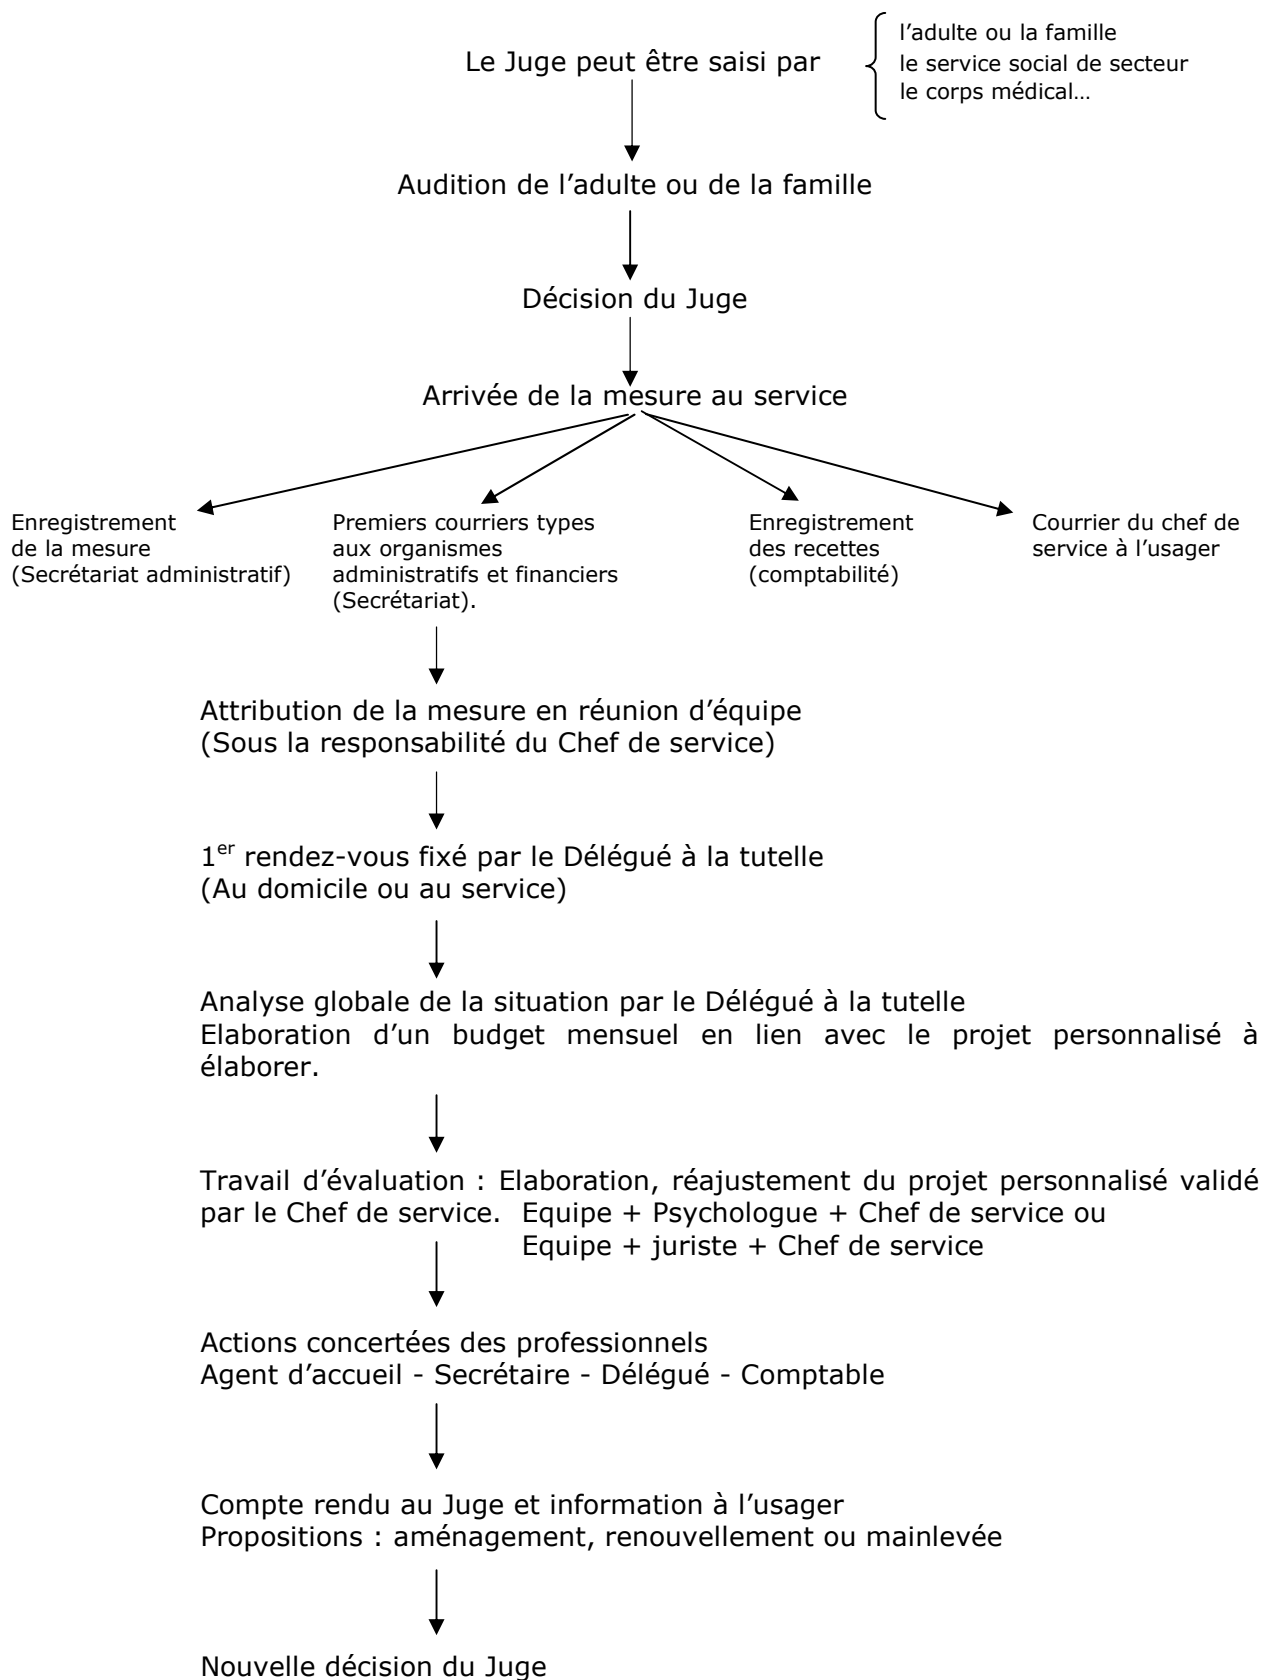 Le Juge peut être saisi par
l’adulte ou la famille
le service social de secteur
le corps médical…
Audition de l’adulte ou de la famille
Décision du Juge
Arrivée de la mesure au service
Enregistrement
de la mesure
(Secrétariat administratif)
Premiers courriers types
aux organismes
administratifs et financiers
(Secrétariat).
Enregistrement
des recettes
(comptabilité)
Courrier du chef de
service à l’usager
Attribution de la mesure en réunion d’équipe
(Sous la responsabilité du Chef de service)
1er rendez-vous fixé par le Délégué à la tutelle
(Au domicile ou au service)
Analyse globale de la situation par le Délégué à la tutelle
Elaboration d’un budget mensuel en lien avec le projet personnalisé à
élaborer.
Travail d’évaluation : Elaboration, réajustement du projet personnalisé validé
par le Chef de service. Equipe + Psychologue + Chef de service ou
Equipe + juriste + Chef de service
Actions concertées des professionnels
Agent d’accueil - Secrétaire - Délégué - Comptable
Compte rendu au Juge et information à l’usager
Propositions : aménagement, renouvellement ou mainlevée
Nouvelle décision du Juge